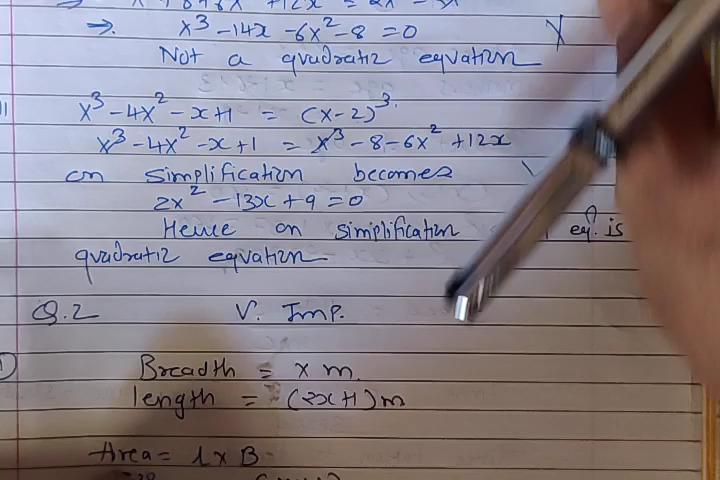 x³ - 14x - 6x² - 8 = 0
Not a quadratic equation
x³ - 4x² - x + 1 = (x-2)³
x³ - 4x² - x + 1 = x³ - 8 - 6x² + 12x
on simplification becomes
2x² - 13x + 9 = 0
Hence on simplification eq. is
quadratic equation
Q.2 V. Imp.
Breadth = x m.
length = (2x+1)m
Area = l x B